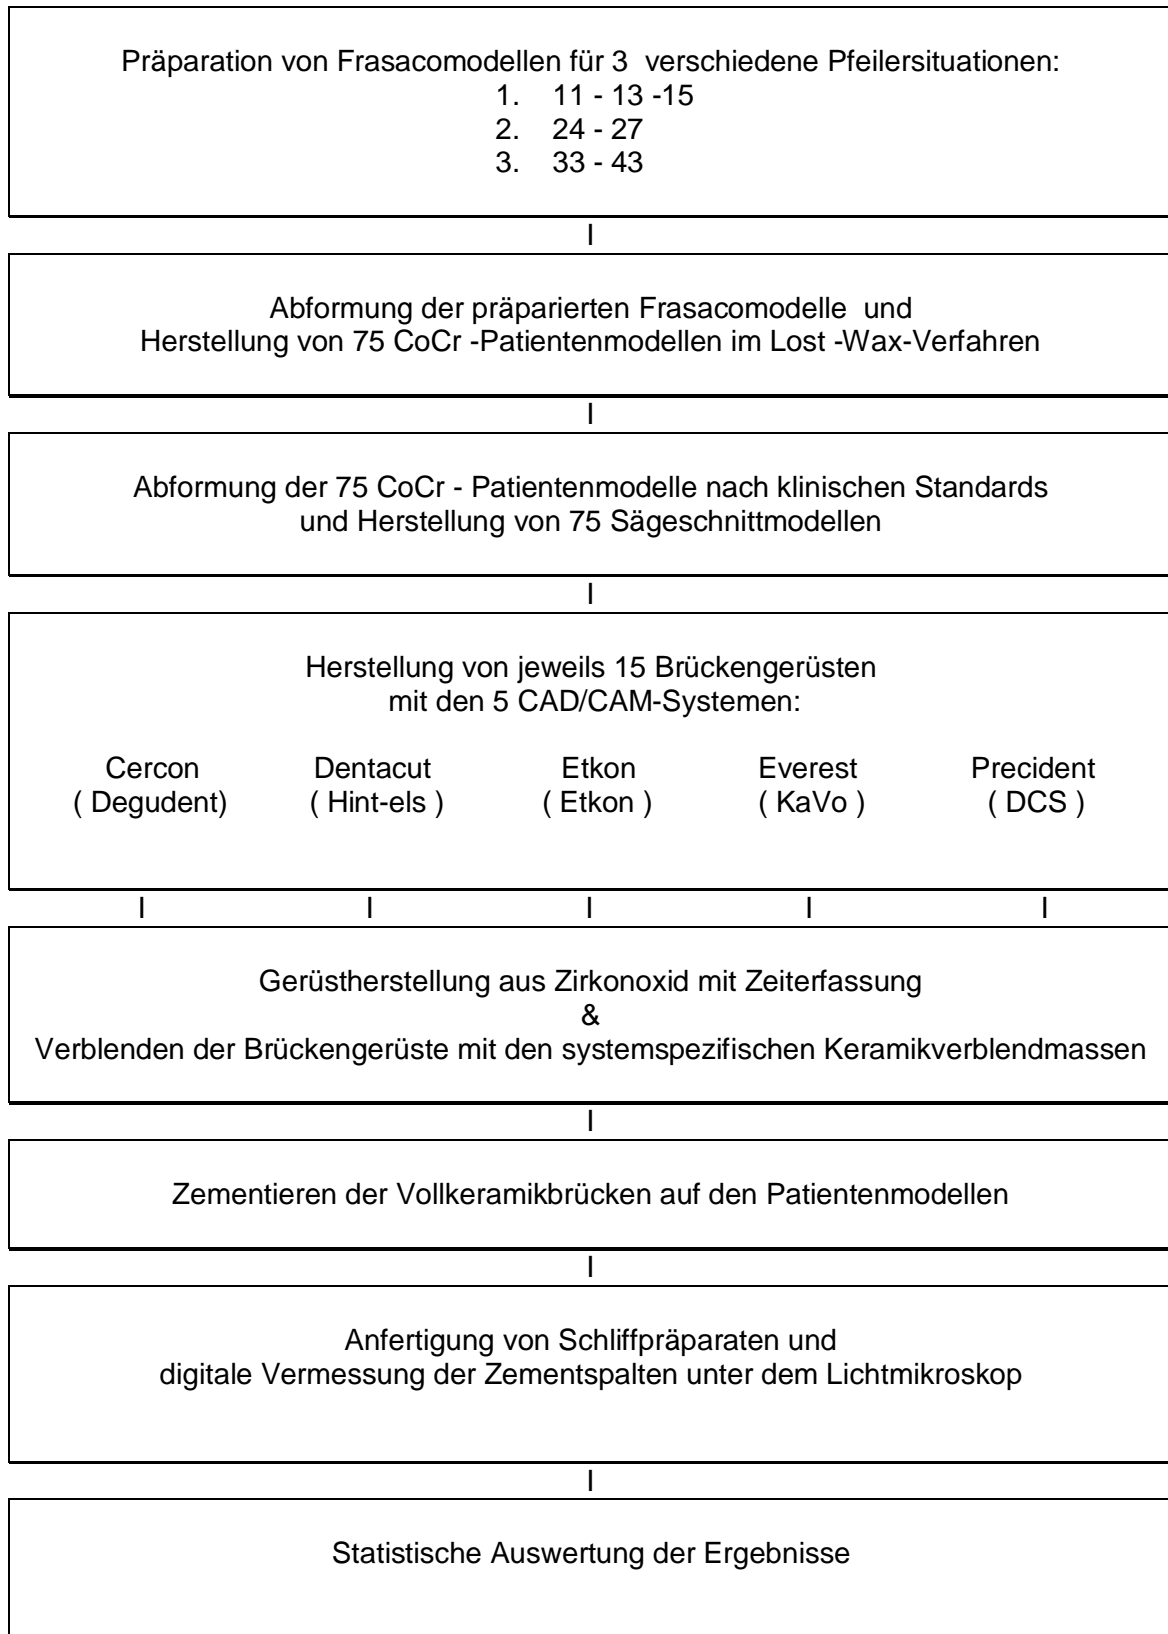 Präparation von Frasacomodellen für 3 verschiedene Pfeilersituationen:
1. 11 - 13 -15
2. 24 - 27
3. 33 - 43
Abformung der präparierten Frasacomodelle und
Herstellung von 75 CoCr -Patientenmodellen im Lost -Wax-Verfahren
Abformung der 75 CoCr - Patientenmodelle nach klinischen Standards
und Herstellung von 75 Sägeschnittmodellen
Herstellung von jeweils 15 Brückengerüsten
mit den 5 CAD/CAM-Systemen:
Cercon Dentacut Etkon Everest Precident
( Degudent) ( Hint-els ) ( Etkon ) ( KaVo ) ( DCS )
Gerüstherstellung aus Zirkonoxid mit Zeiterfassung
&
Verblenden der Brückengerüste mit den systemspezifischen Keramikverblendmassen
Zementieren der Vollkeramikbrücken auf den Patientenmodellen
Anfertigung von Schliffpräparaten und
digitale Vermessung der Zementspalten unter dem Lichtmikroskop
Statistische Auswertung der Ergebnisse